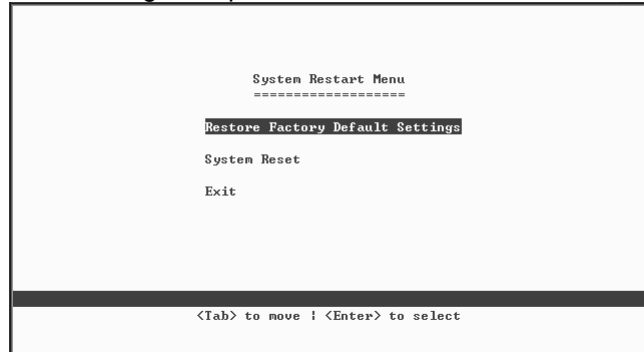 System Restart Menu
===================
Restore Factory Default Settings
System Reset
Exit
<Tab> to move ¦ <Enter> to select